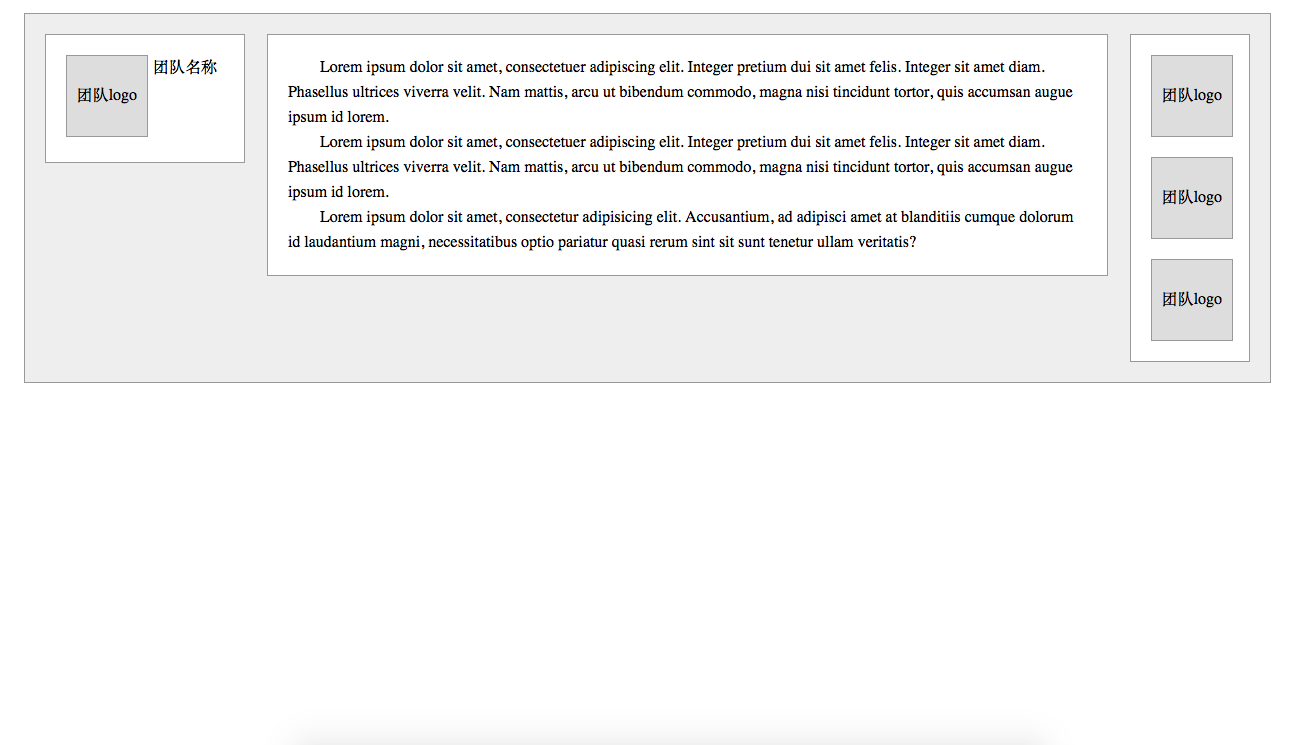 团队logo
团队名称
Lorem ipsum dolor sit amet, consectetuer adipiscing elit. Integer pretium dui sit amet felis. Integer sit amet diam.
Phasellus ultrices viverra velit. Nam mattis, arcu ut bibendum commodo, magna nisi tincidunt tortor, quis accumsan augue
ipsum id lorem.
Lorem ipsum dolor sit amet, consectetuer adipiscing elit. Integer pretium dui sit amet felis. Integer sit amet diam.
Phasellus ultrices viverra velit. Nam mattis, arcu ut bibendum commodo, magna nisi tincidunt tortor, quis accumsan augue
ipsum id lorem.
Lorem ipsum dolor sit amet, consectetur adipisicing elit. Accusantium, ad adipisci amet at blanditiis cumque dolorum
id laudantium magni, necessitatibus optio pariatur quasi rerum sint sit sunt tenetur ullam veritatis?
团队logo
团队logo
团队logo